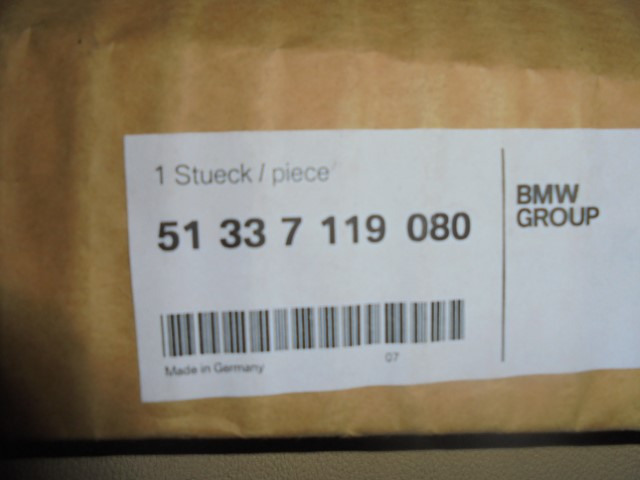 1 Stueck / piece
51 33 7 119 080
BMW
GROUP
Made in Germany
07